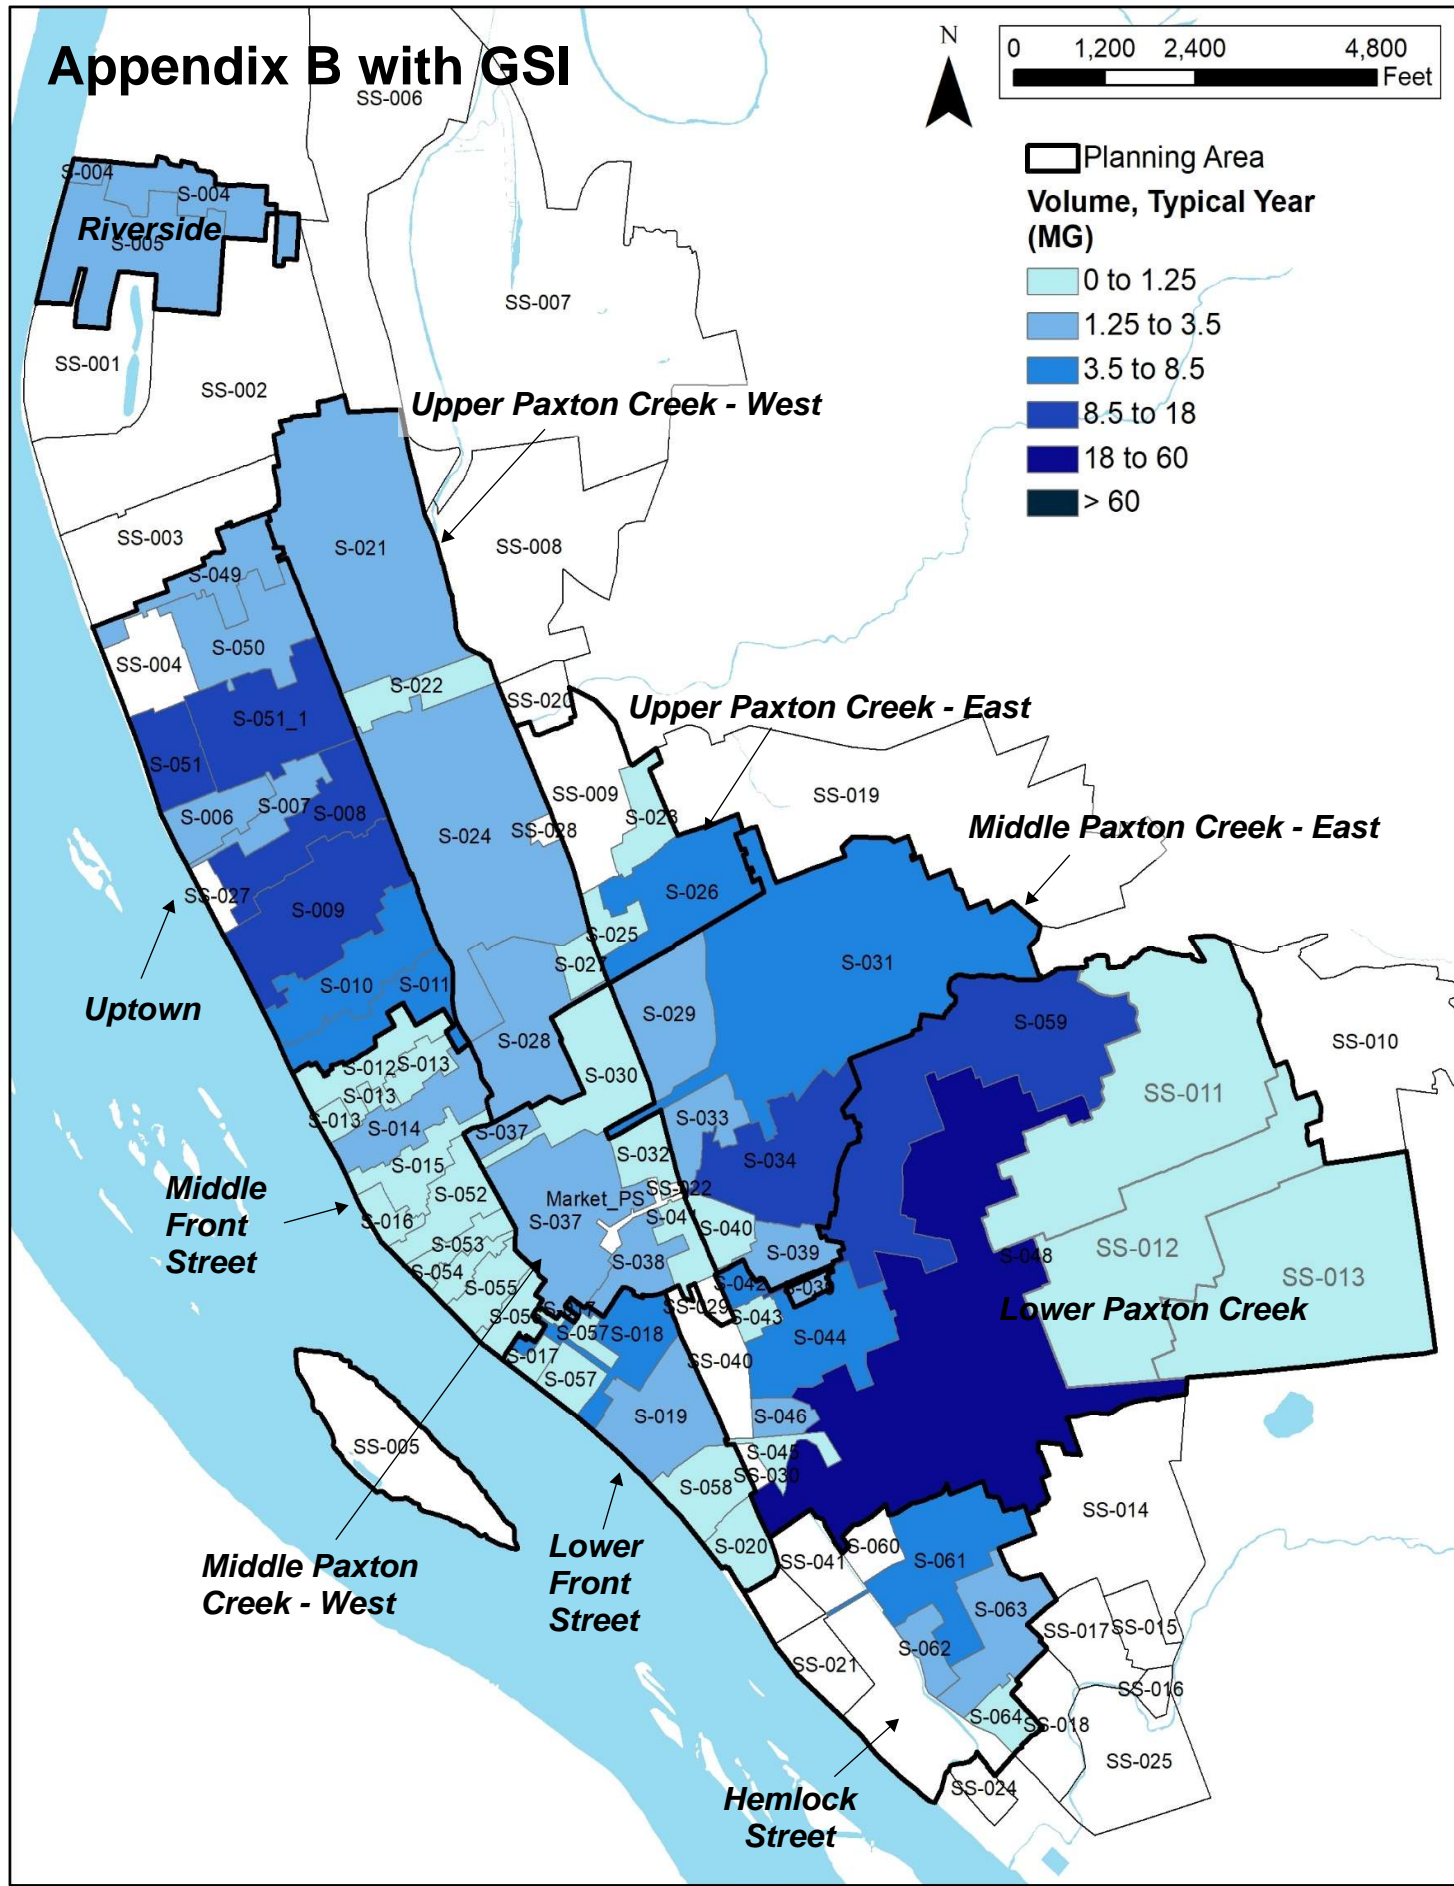 Appendix B with GSI
N
0 1,200 2,400 4,800
Feet
Planning Area
Volume, Typical Year
(MG)
0 to 1.25
1.25 to 3.5
3.5 to 8.5
8.5 to 18
18 to 60
> 60
SS-006
S-004
S-004
Riverside
S-005
SS-007
SS-001
SS-002
Upper Paxton Creek - West
SS-003
S-021
SS-008
S-049
S-050
SS-004
S-022
SS-020
Upper Paxton Creek - East
S-051_1
S-051
SS-009
SS-019
S-006
S-007
S-008
S-023
S-024
SS-028
Middle Paxton Creek - East
SS-027
S-009
S-026
S-025
S-027
S-031
S-010
S-011
Uptown
S-029
S-059
S-028
SS-010
S-012
S-013
S-013
S-013
S-030
SS-011
S-014
S-037
S-033
S-015
S-032
S-034
Middle
Front
Street
S-052
Market_PS
SS-022
S-016
S-037
S-041
S-040
S-053
S-038
S-039
S-048
SS-012
S-054
S-055
SS-013
S-042
SS-029
S-043
Lower Paxton Creek
S-057
S-018
S-044
S-017
S-057
SS-040
S-019
S-046
SS-005
S-045
SS-030
S-058
SS-014
S-020
SS-041
S-060
S-061
Middle Paxton
Creek - West
Lower
Front
Street
S-063
SS-017
SS-015
S-062
SS-021
SS-016
S-064
SS-018
SS-025
SS-024
Hemlock
Street